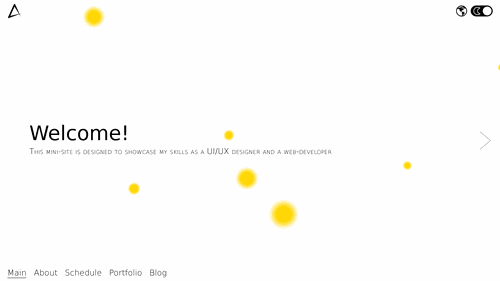 Welcome!
This mini-site is designed to showcase my skills as a UI/UX designer and a web-developer
Main About Schedule Portfolio Blog